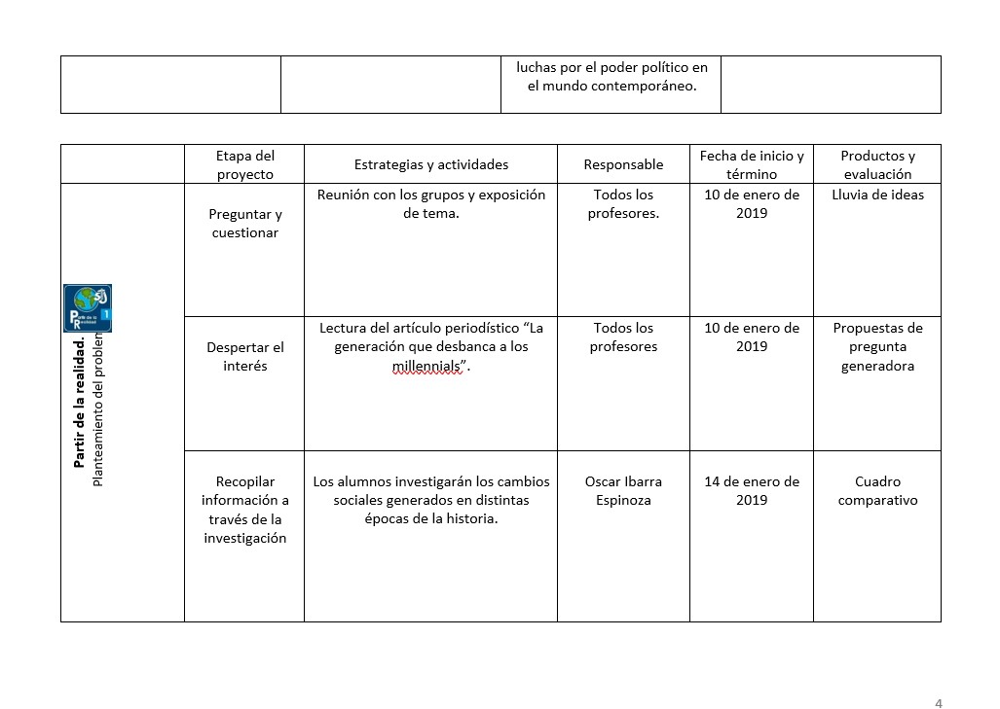 luchas por el poder político en
el mundo contemporáneo.
Etapa del
proyecto
Estrategias y actividades
Responsable
Fecha de inicio y
término
Productos y
evaluación
Partir de la realidad.
Planteamiento del problem
Preguntar y
cuestionar
Reunión con los grupos y exposición
de tema.
Todos los
profesores.
10 de enero de
2019
Lluvia de ideas
Despertar el
interés
Lectura del artículo periodístico “La
generación que desbanca a los
millennials”.
Todos los
profesores
10 de enero de
2019
Propuestas de
pregunta
generadora
Recopilar
información a
través de la
investigación
Los alumnos investigarán los cambios
sociales generados en distintas
épocas de la historia.
Oscar Ibarra
Espinoza
14 de enero de
2019
Cuadro
comparativo
4